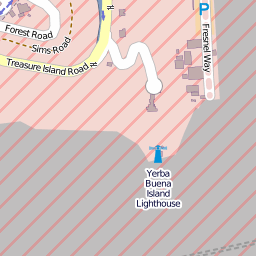 P
Forest Road
Sims Road
Treasure Island Road
Fresnel Way
Yerba
Buena
Island
Lighthouse